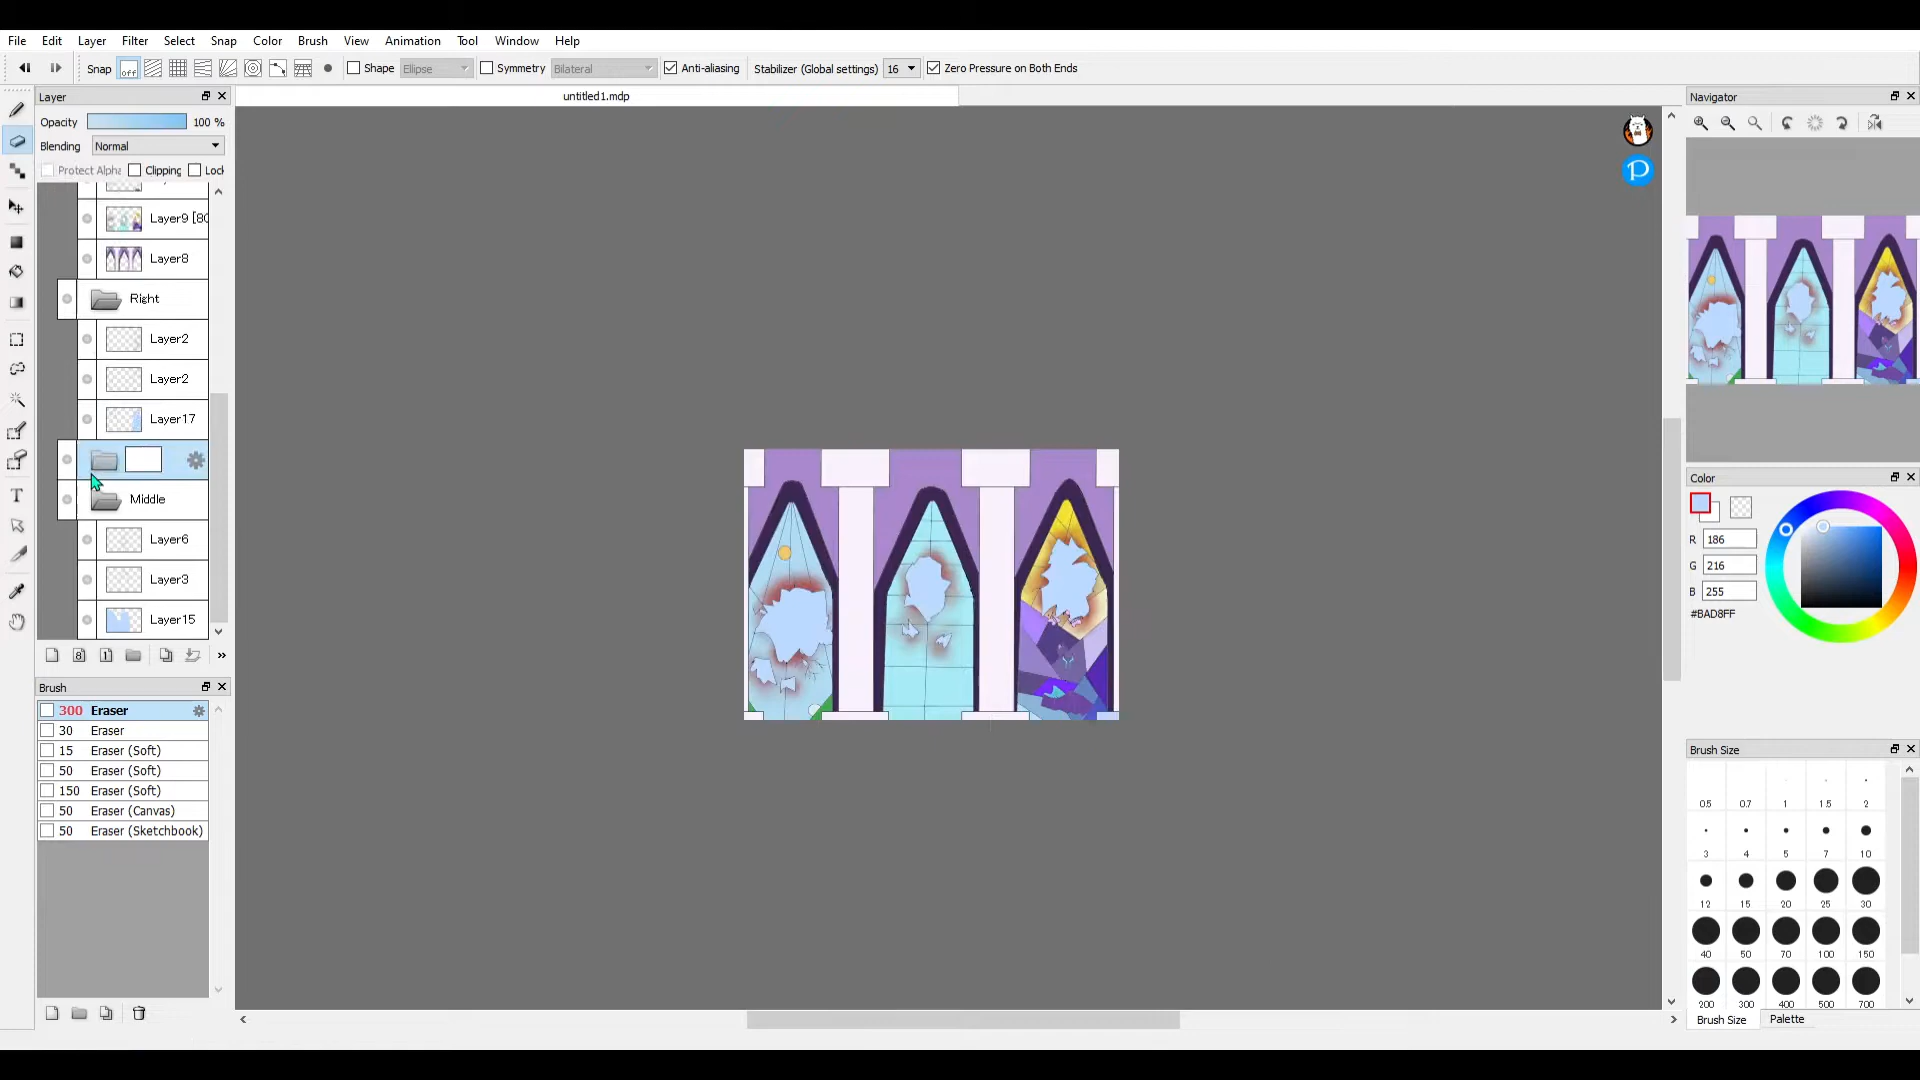 File Edit Layer Filter Select Snap Color Brush View Animation Tool Window Help
Snap off Shape Ellipse Symmetry Bilateral Anti-aliasing Stabilizer (Global settings) 16 Zero Pressure on Both Ends
Layer
untitled1.mdp
Navigator
Opacity 100 %
Blending Normal
Protect Alpha Clipping Lock
Layer9 [80
Layer8
Right
Layer2
Layer2
Layer17
Middle
Layer6
Layer3
Layer15
8 1
Color
R 186
G 216
B 255
#BAD8FF
Brush
300 Eraser
30 Eraser
15 Eraser (Soft)
50 Eraser (Soft)
150 Eraser (Soft)
50 Eraser (Canvas)
50 Eraser (Sketchbook)
Brush Size
0.5 0.7 1 1.5 2
3 4 5 7 10
12 15 20 25 30
40 50 70 100 150
200 300 400 500 700
Brush Size Palette